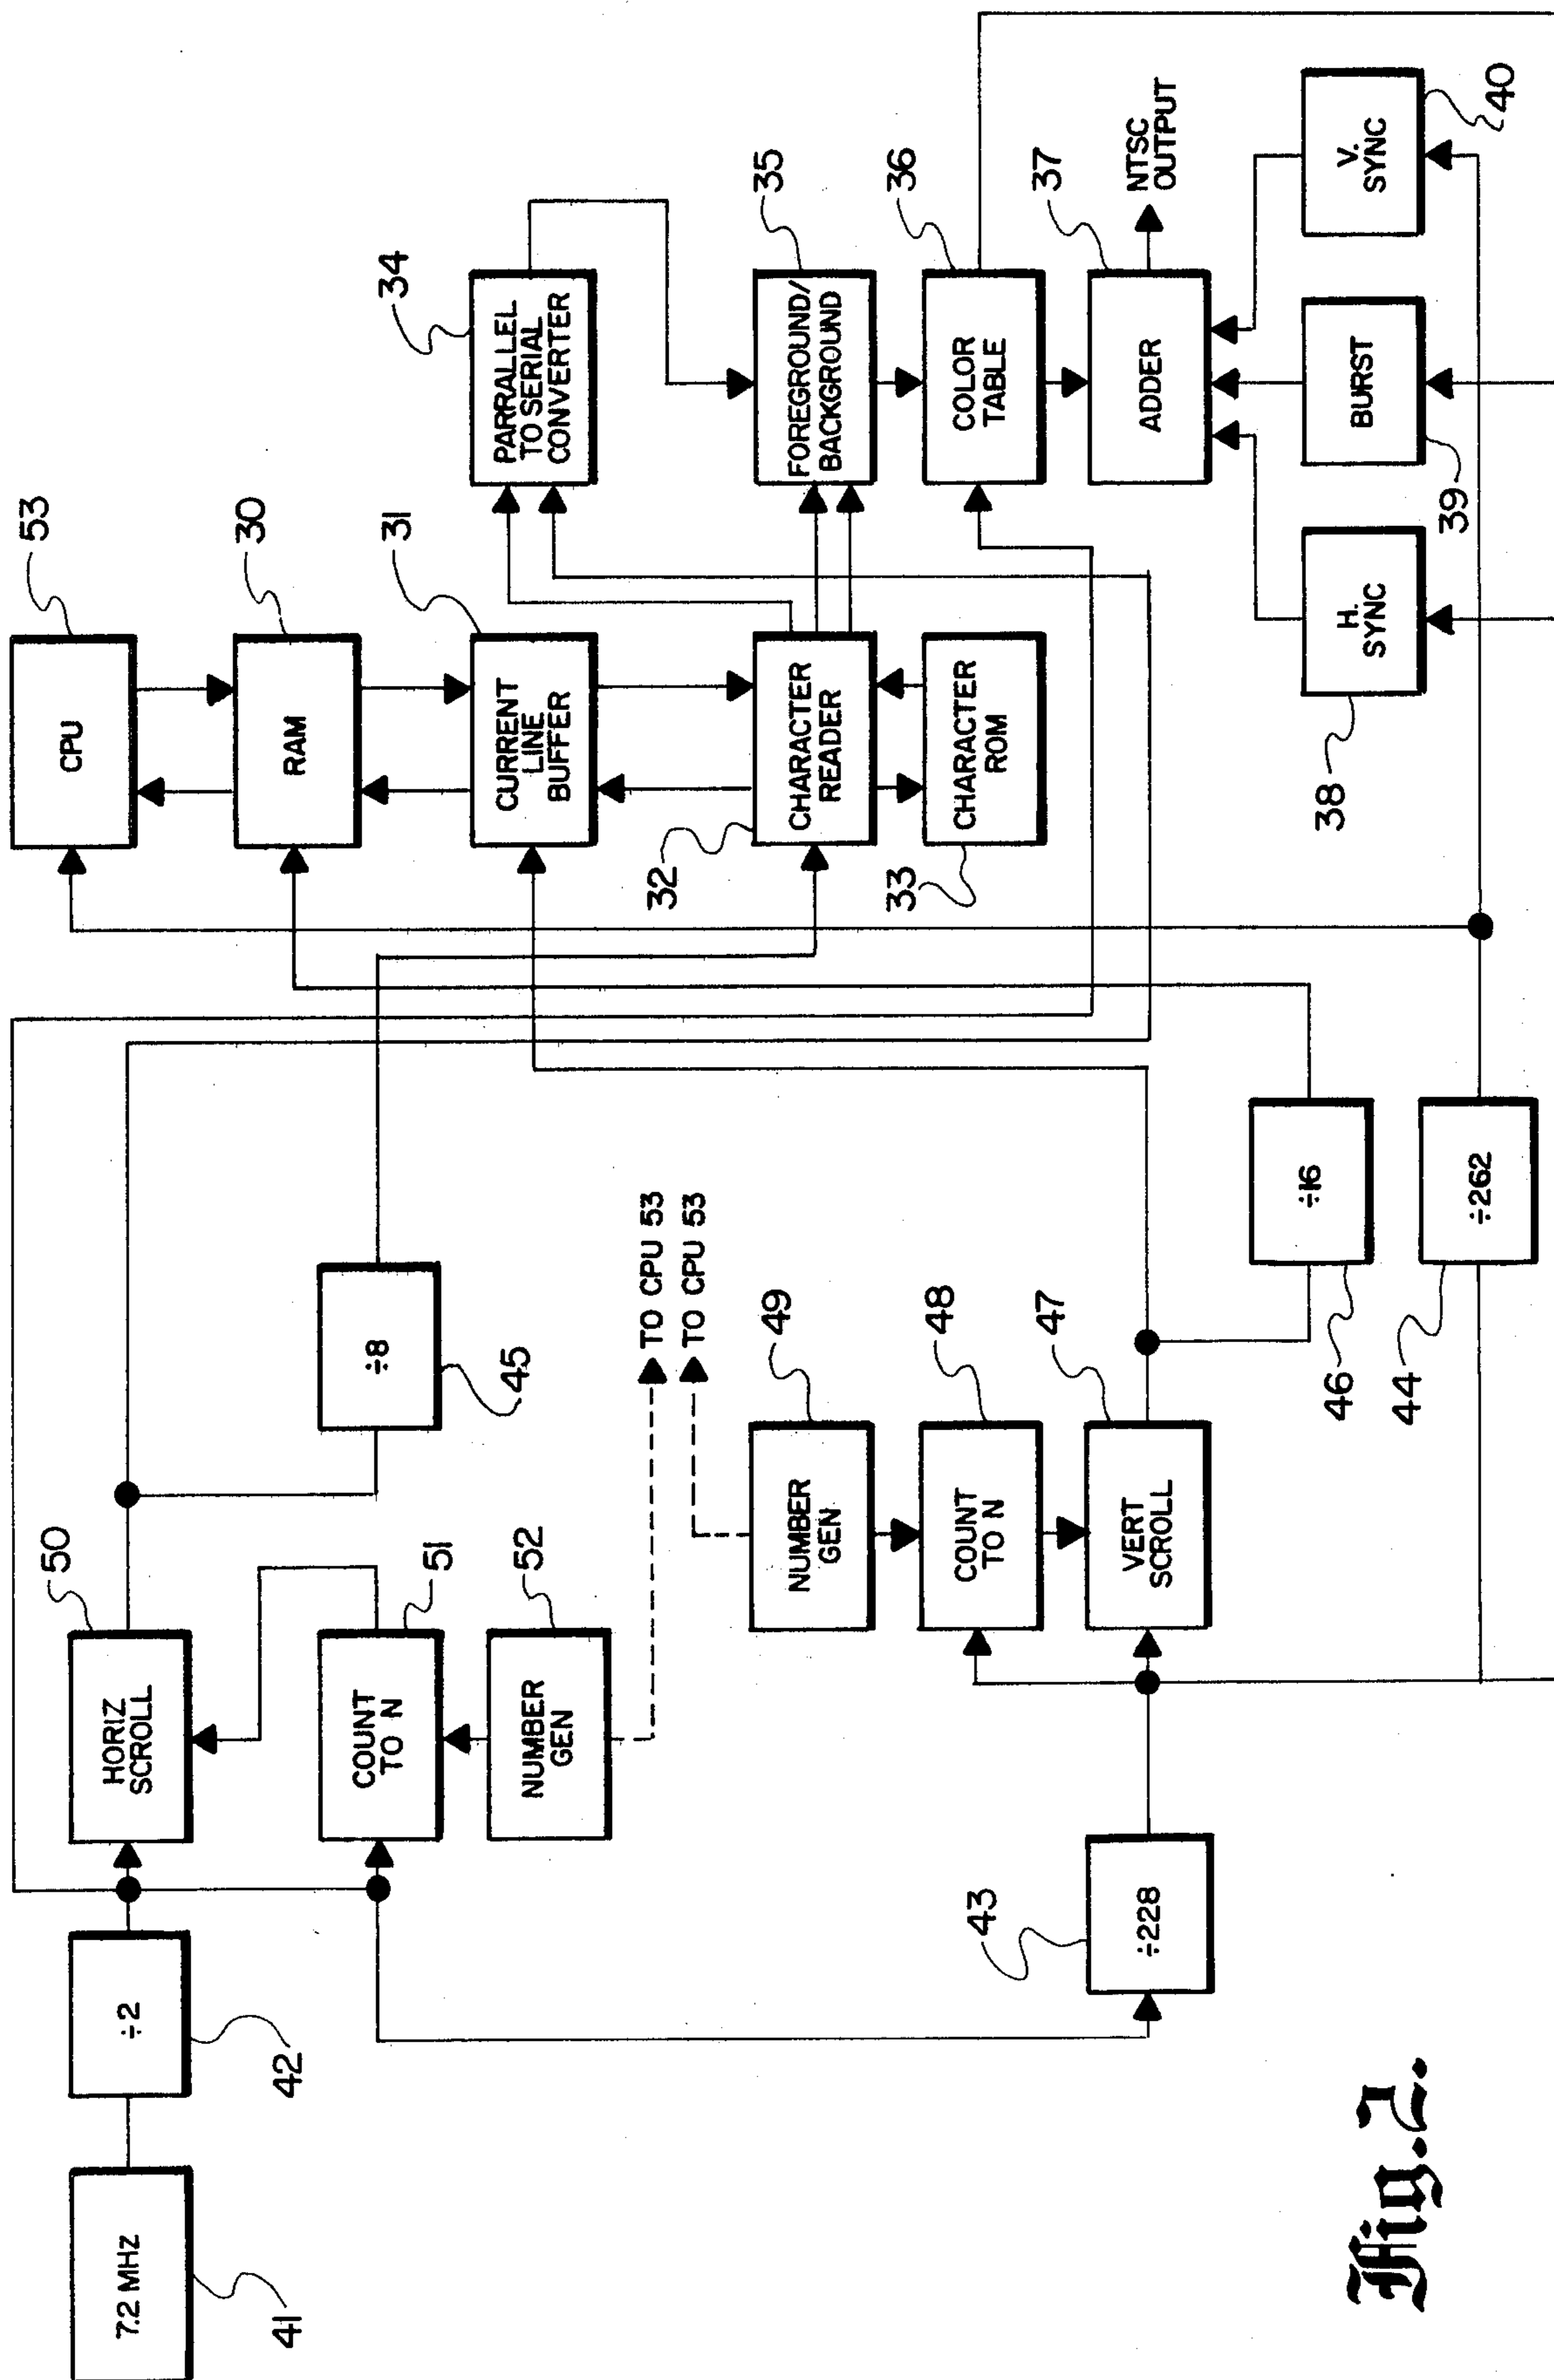 7.2 MHZ
41
÷2
42
HORIZ
SCROLL
50
COUNT
TO N
51
NUMBER
GEN
52
÷8
45
TO CPU 53
TO CPU 53
NUMBER
GEN
49
COUNT
TO N
48
VERT
SCROLL
47
÷228
43
÷16
46
÷262
44
CPU
53
RAM
30
CURRENT
LINE
BUFFER
31
CHARACTER
READER
32
CHARACTER
ROM
33
PARRALLEL
TO SERIAL
CONVERTER
34
FOREGROUND/
BACKGROUND
35
COLOR
TABLE
36
ADDER
37
NTSC
OUTPUT
H.
SYNC
38
BURST
39
V.
SYNC
40
Fig.2.